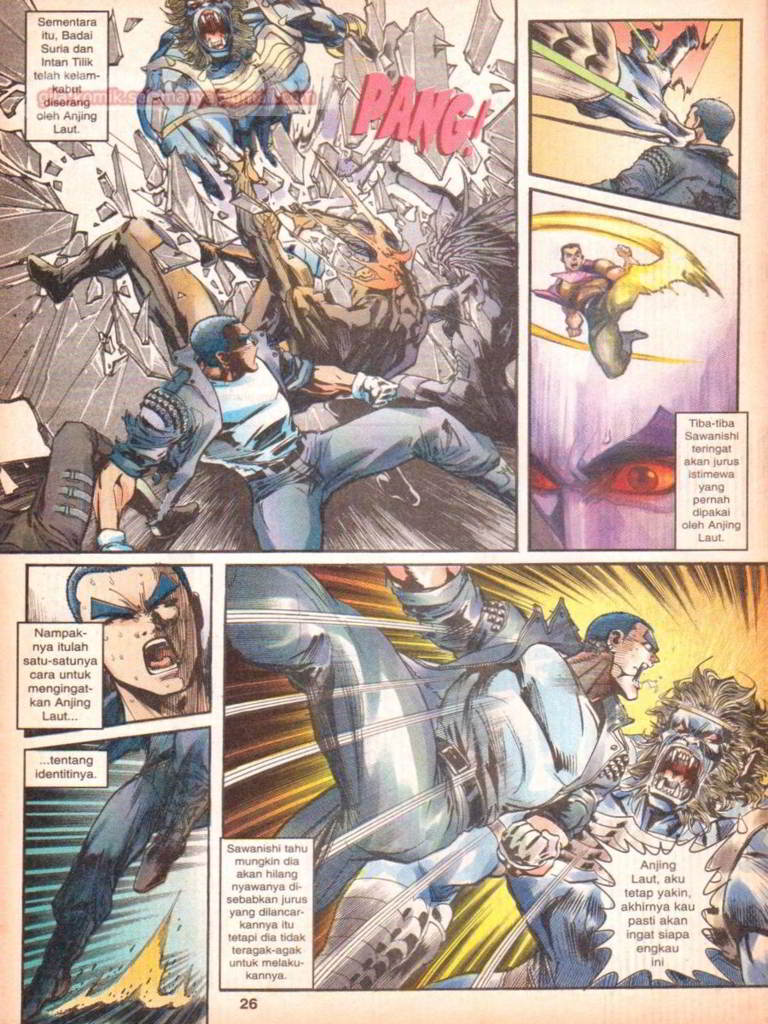 Sementara
itu, Badai
Suria dan
Intan Tilik
telah kelam-
kabut
diserang
oleh Anjing
Laut.
PANG!
Tiba-tiba
Sawanishi
teringat
akan jurus
istimewa
yang
pernah
dipakai
oleh Anjing
Laut.
Nampak-
nya itulah
satu-satunya
cara untuk
mengingat-
kan Anjing
Laut...
...tentang
identitinya.
Sawanishi tahu
mungkin dia
akan hilang
nyawanya di-
sebabkan jurus
yang dilancar-
kannya itu
tetapi dia tidak
teragak-agak
untuk melaku-
kannya.
Anjing
Laut, aku
tetap yakin,
akhirnya kau
pasti akan
ingat siapa
engkau
ini
26